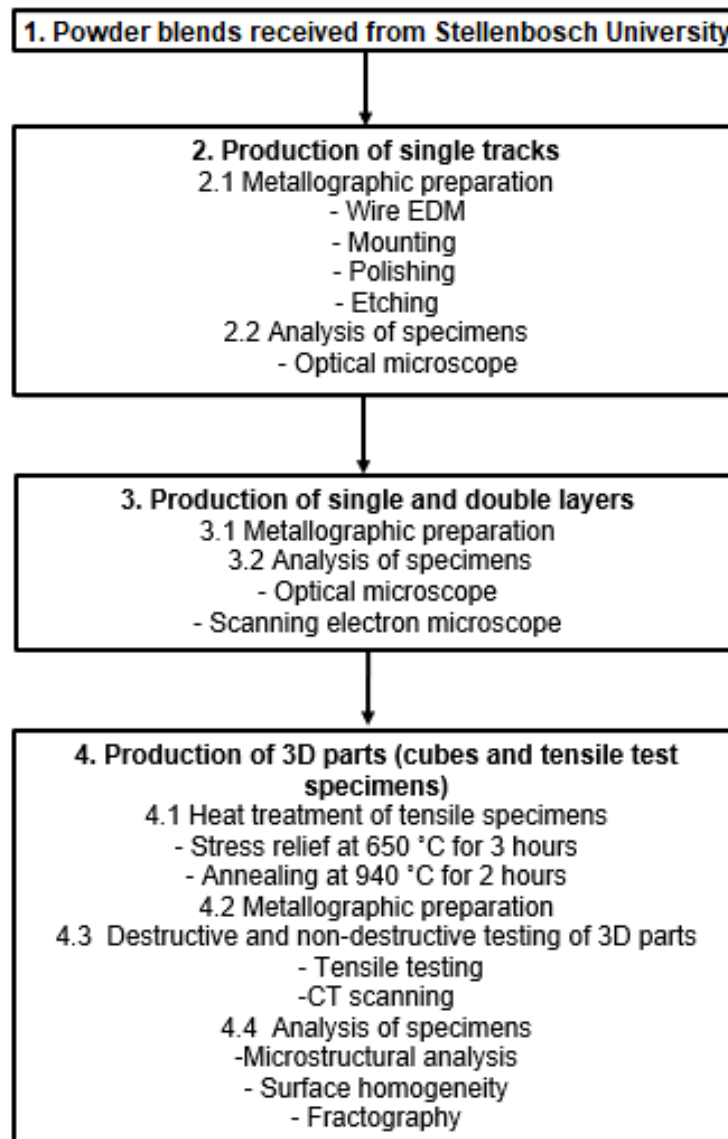 1. Powder blends received from Stellenbosch University
2. Production of single tracks
2.1 Metallographic preparation
- Wire EDM
- Mounting
- Polishing
- Etching
2.2 Analysis of specimens
- Optical microscope
3. Production of single and double layers
3.1 Metallographic preparation
3.2 Analysis of specimens
- Optical microscope
- Scanning electron microscope
4. Production of 3D parts (cubes and tensile test
specimens)
4.1 Heat treatment of tensile specimens
- Stress relief at 650 °C for 3 hours
- Annealing at 940 °C for 2 hours
4.2 Metallographic preparation
4.3 Destructive and non-destructive testing of 3D parts
- Tensile testing
-CT scanning
4.4 Analysis of specimens
-Microstructural analysis
- Surface homogeneity
- Fractography